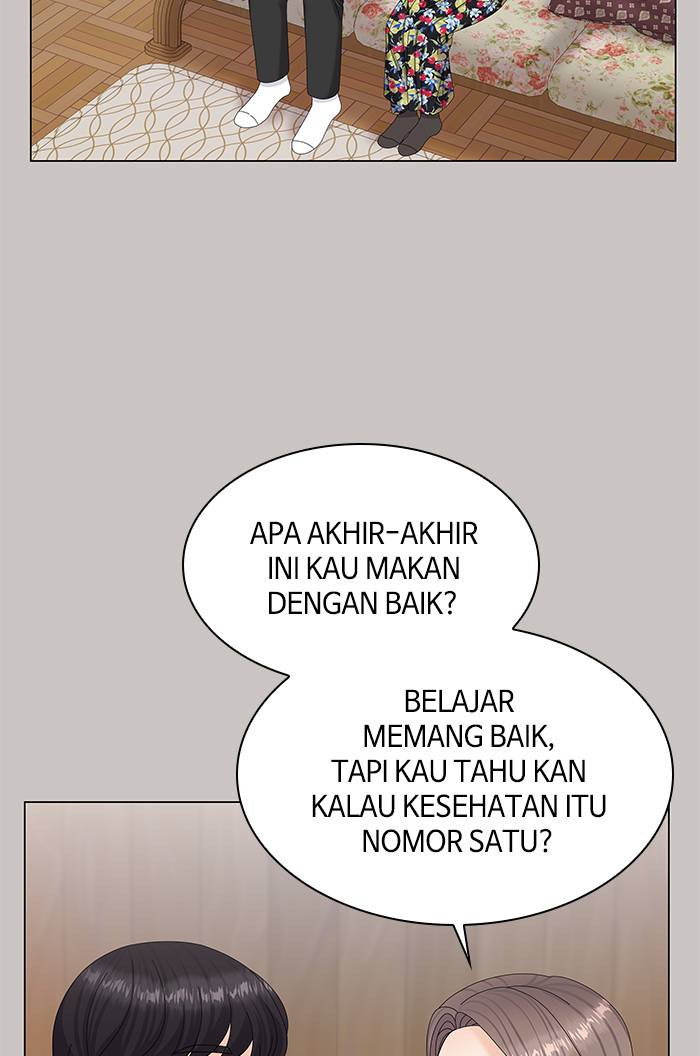 APA AKHIR-AKHIR
INI KAU MAKAN
DENGAN BAIK?
BELAJAR
MEMANG BAIK,
TAPI KAU TAHU KAN
KALAU KESEHATAN ITU
NOMOR SATU?